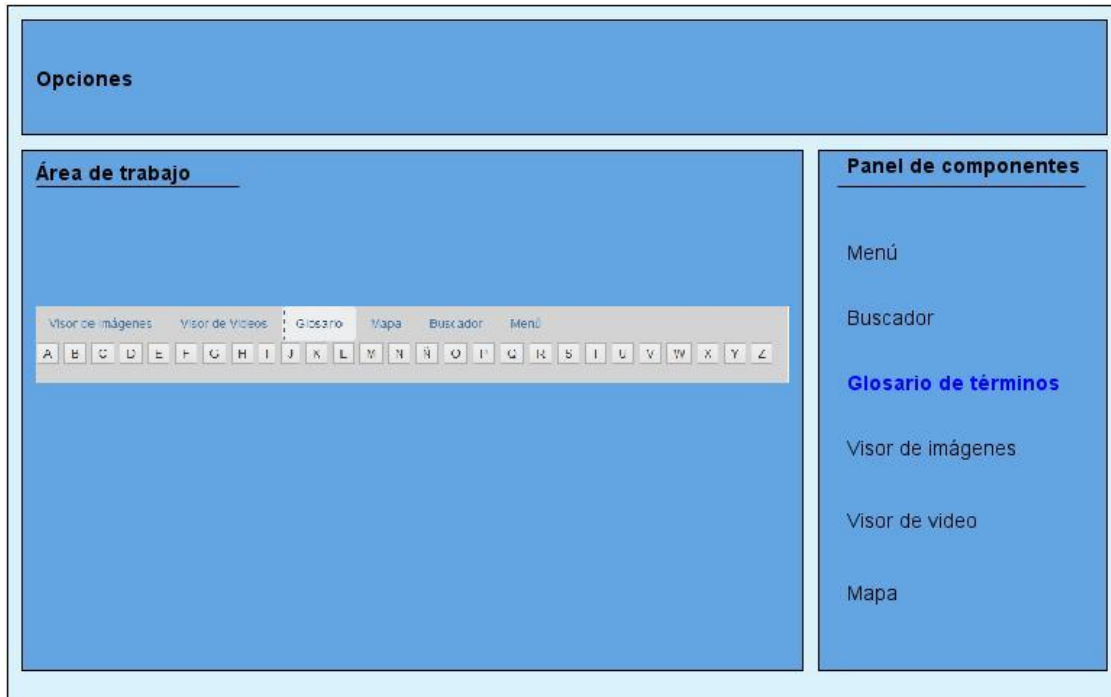 Opciones
Área de trabajo
Visor de imágenes Visor de Videos Glosario Mapa Buscador Menú
A B C D E F G H I J K L M N Ñ O P Q R S T U V W X Y Z
Panel de componentes
Menú
Buscador
Glosario de términos
Visor de imágenes
Visor de video
Mapa